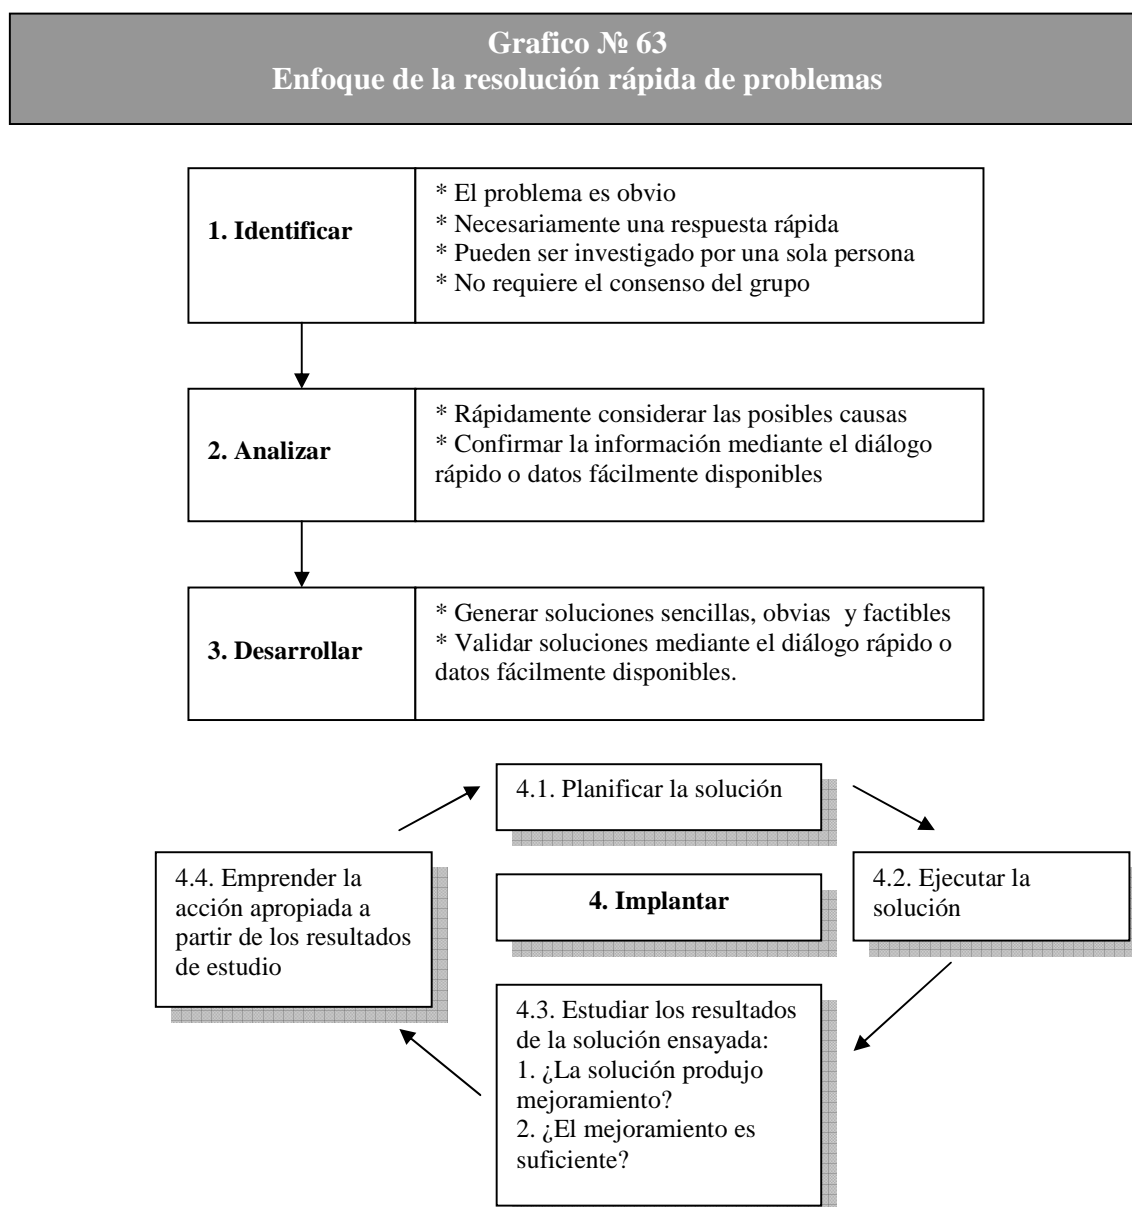 Grafico № 63
Enfoque de la resolución rápida de problemas
1. Identificar
* El problema es obvio
* Necesariamente una respuesta rápida
* Pueden ser investigado por una sola persona
* No requiere el consenso del grupo
2. Analizar
* Rápidamente considerar las posibles causas
* Confirmar la información mediante el diálogo
rápido o datos fácilmente disponibles
3. Desarrollar
* Generar soluciones sencillas, obvias  y factibles
* Validar soluciones mediante el diálogo rápido o
datos fácilmente disponibles.
4.1. Planificar la solución
4.4. Emprender la
acción apropiada a
partir de los resultados
de estudio
4. Implantar
4.2. Ejecutar la
solución
4.3. Estudiar los resultados
de la solución ensayada:
1. ¿La solución produjo
mejoramiento?
2. ¿El mejoramiento es
suficiente?